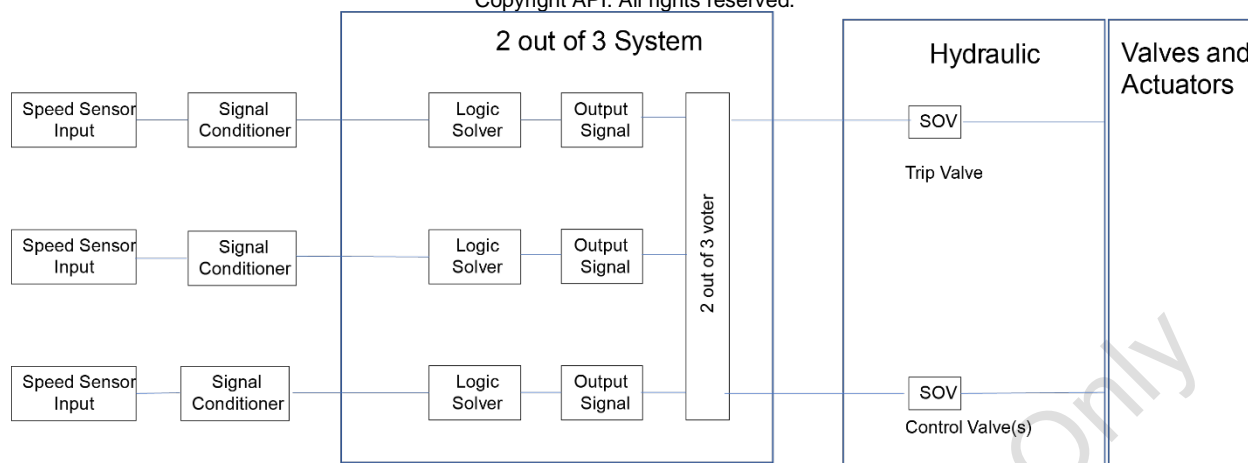 Copyright API. All rights reserved.
2 out of 3 System
Hydraulic
Valves and
Actuators
Speed Sensor
Input
Signal
Conditioner
Logic
Solver
Output
Signal
SOV
Trip Valve
Speed Sensor
Input
Signal
Conditioner
Logic
Solver
Output
Signal
2 out of 3 voter
Speed Sensor
Input
Signal
Conditioner
Logic
Solver
Output
Signal
SOV
Control Valve(s)
Only